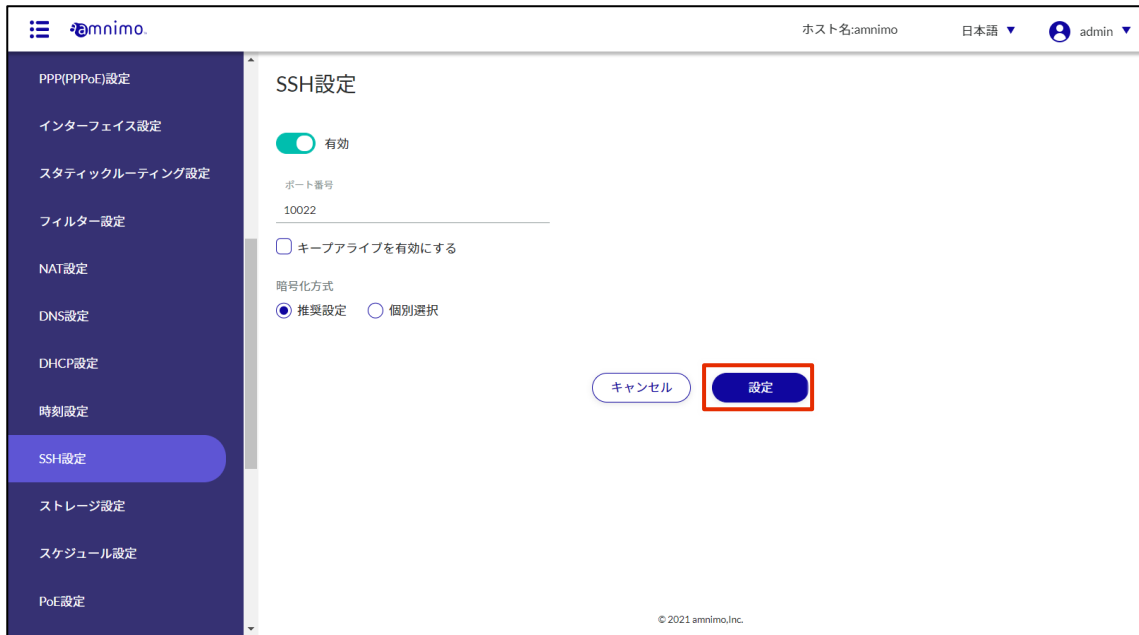 amnimo.
ホスト名:amnimo
日本語 ▼
admin ▼
PPP(PPPoE)設定
インターフェイス設定
スタティックルーティング設定
フィルター設定
NAT設定
DNS設定
DHCP設定
時刻設定
SSH設定
ストレージ設定
スケジュール設定
PoE設定
SSH設定
有効
ポート番号
10022
キープアライブを有効にする
暗号化方式
推奨設定 個別選択
キャンセル 設定
© 2021 amnimo,Inc.